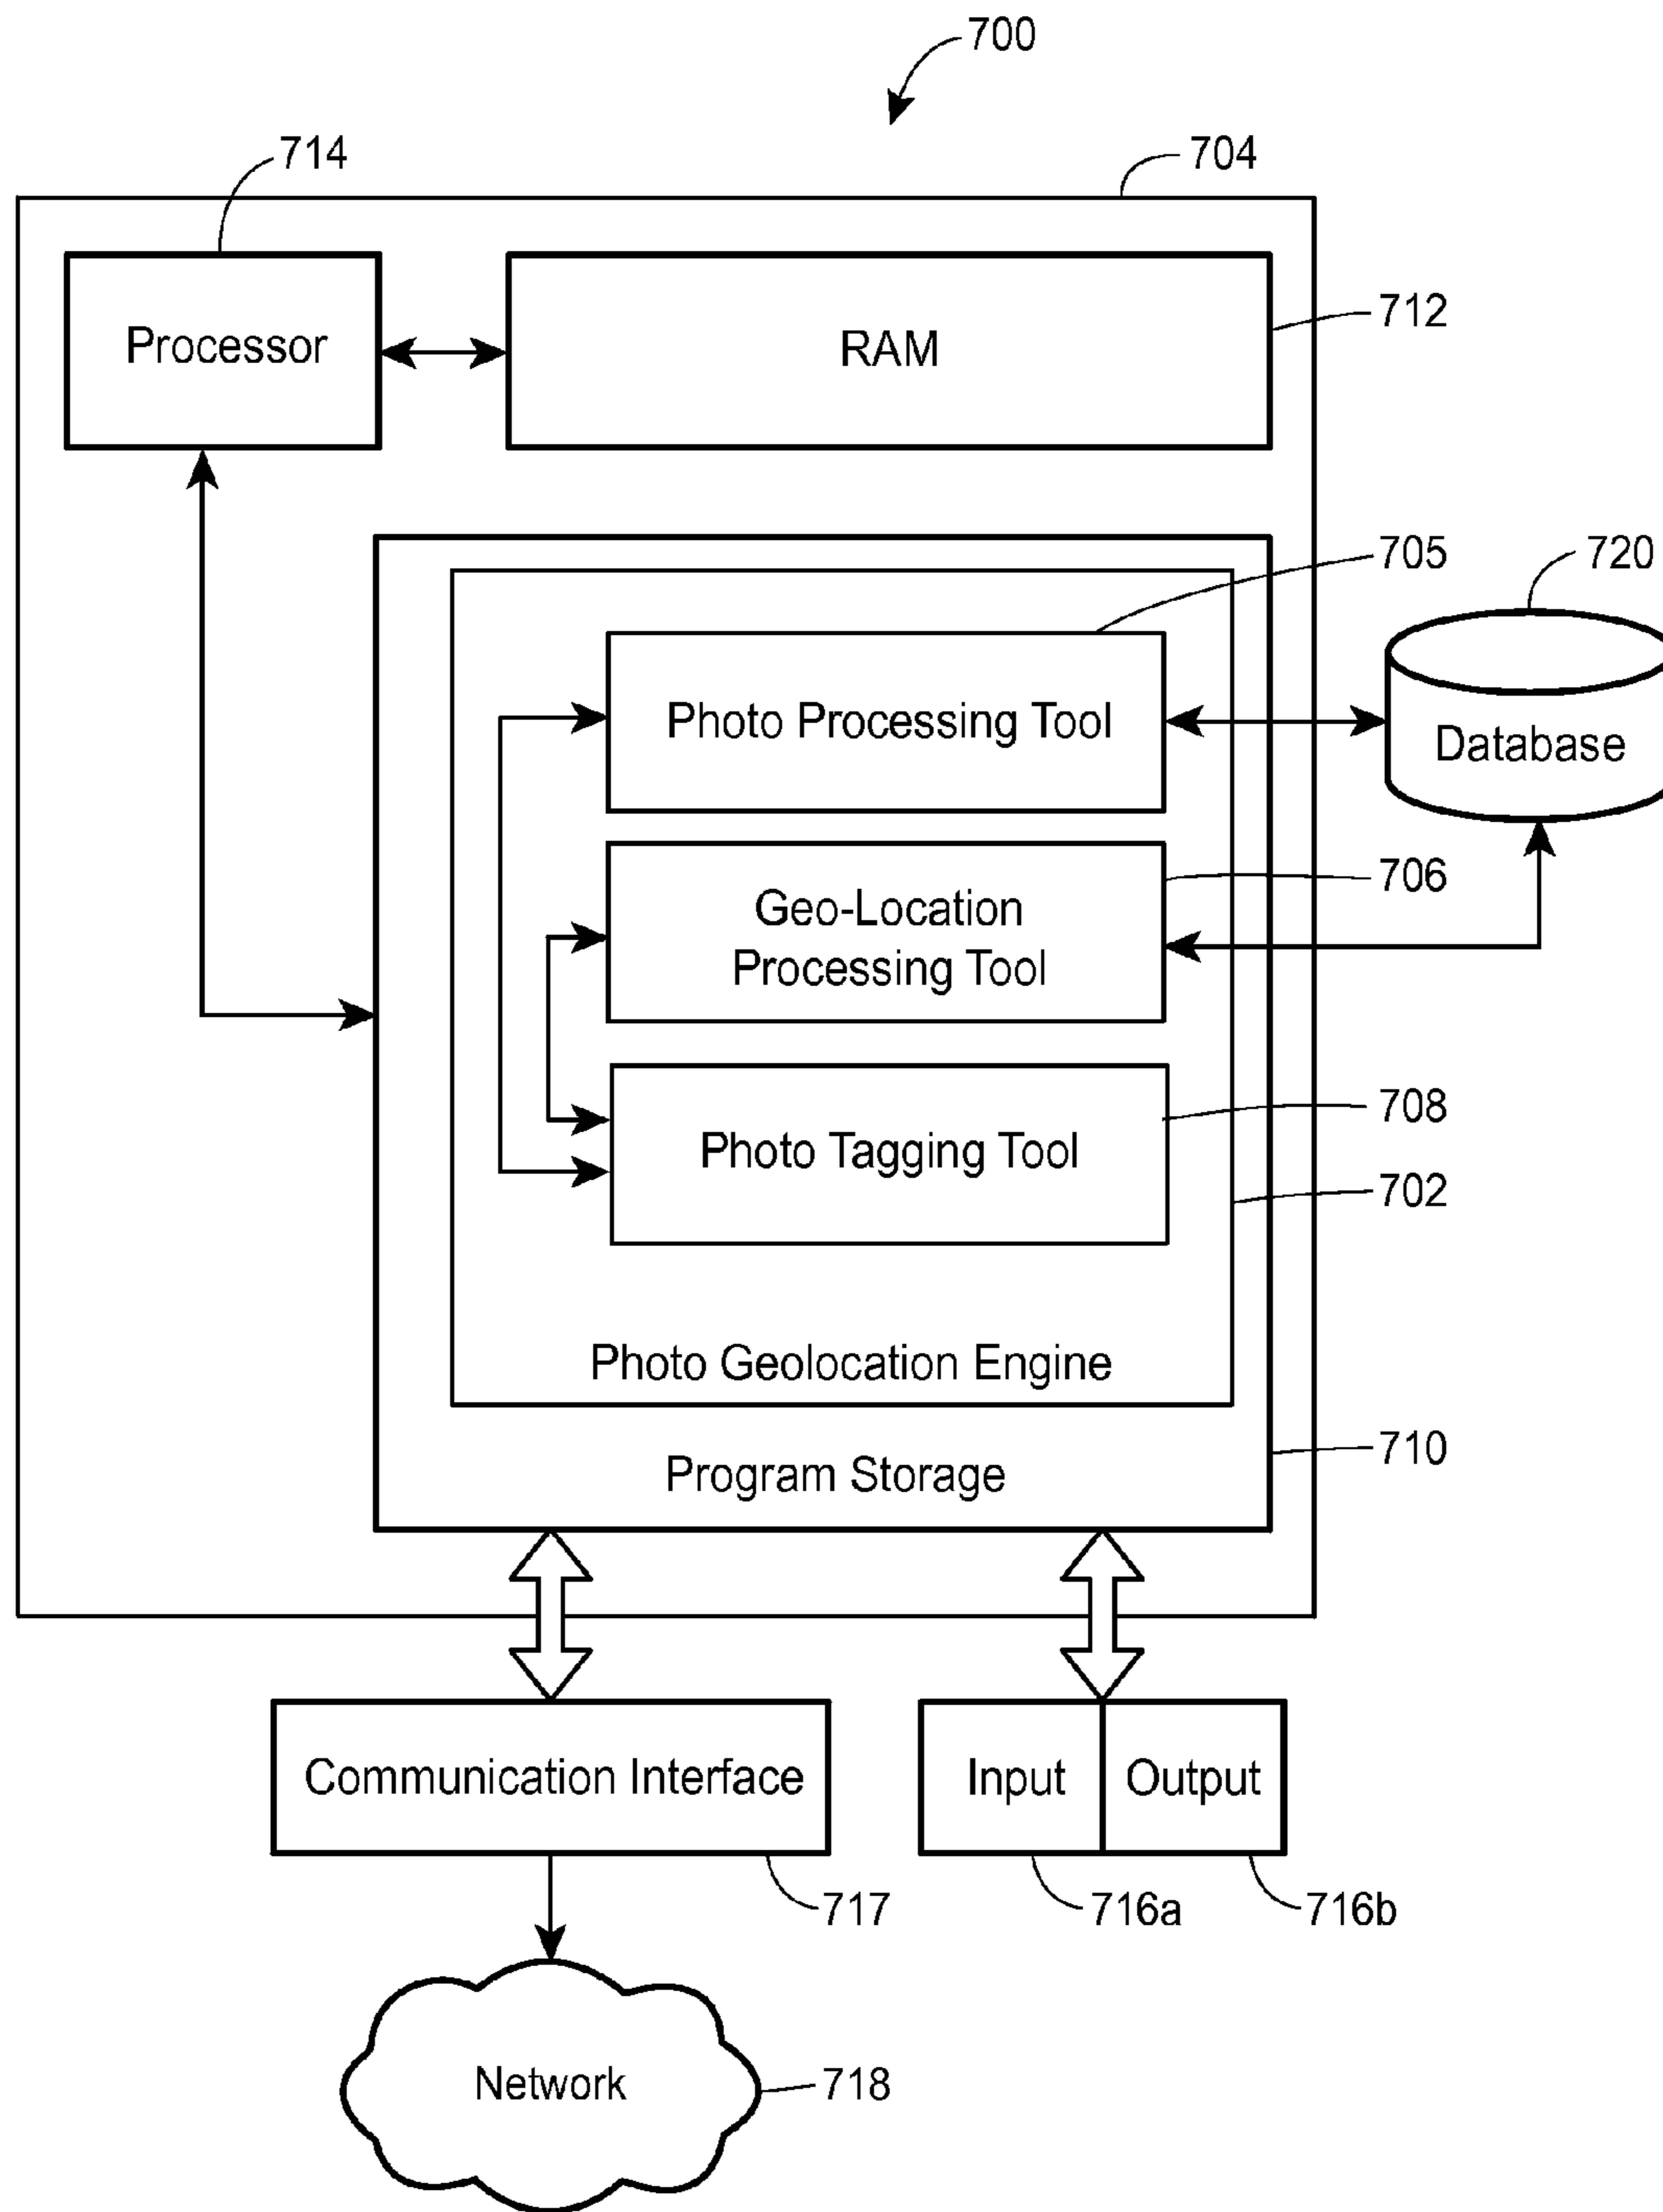 700
714
704
Processor
RAM
712
705
720
Photo Processing Tool
Database
706
Geo-Location
Processing Tool
708
Photo Tagging Tool
702
Photo Geolocation Engine
710
Program Storage
Communication Interface
Input
Output
717
716a
716b
Network
718